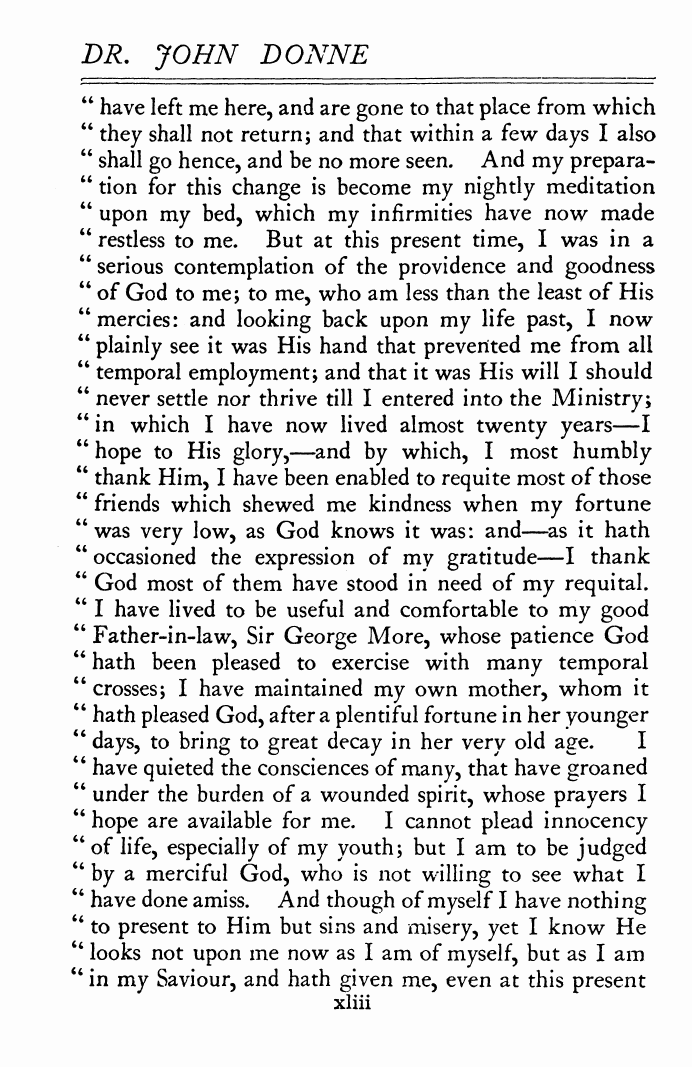 DR. JOHN DONNE
“ have left me here, and are gone to that place from which
“ they shall not return; and that within a few days I also
“ shall go hence, and be no more seen. And my prepara-
“ tion for this change is become my nightly meditation
“ upon my bed, which my infirmities have now made
“ restless to me. But at this present time, I was in a
“ serious contemplation of the providence and goodness
“ of God to me; to me, who am less than the least of His
“ mercies: and looking back upon my life past, I now
“ plainly see it was His hand that prevented me from all
“ temporal employment; and that it was His will I should
“ never settle nor thrive till I entered into the Ministry;
“ in which I have now lived almost twenty years—I
“ hope to His glory,—and by which, I most humbly
“ thank Him, I have been enabled to requite most of those
“ friends which shewed me kindness when my fortune
“ was very low, as God knows it was: and—as it hath
“ occasioned the expression of my gratitude—I thank
“ God most of them have stood in need of my requital.
“ I have lived to be useful and comfortable to my good
“ Father-in-law, Sir George More, whose patience God
“ hath been pleased to exercise with many temporal
“ crosses; I have maintained my own mother, whom it
“ hath pleased God, after a plentiful fortune in her younger
“ days, to bring to great decay in her very old age. I
“ have quieted the consciences of many, that have groaned
“ under the burden of a wounded spirit, whose prayers I
“ hope are available for me. I cannot plead innocency
“ of life, especially of my youth; but I am to be judged
“ by a merciful God, who is not willing to see what I
“ have done amiss. And though of myself I have nothing
“ to present to Him but sins and misery, yet I know He
“ looks not upon me now as I am of myself, but as I am
“ in my Saviour, and hath given me, even at this present
xliii